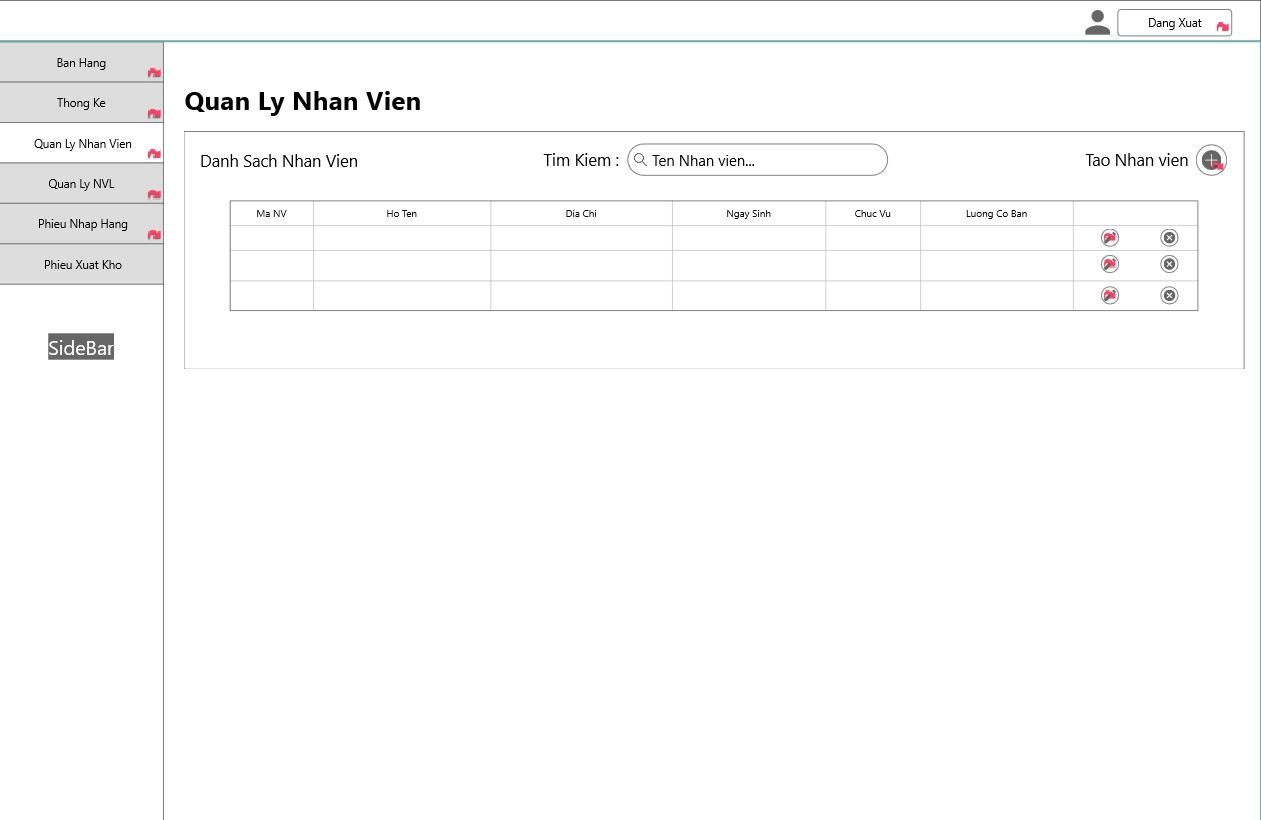 Dang Xuat
Ban Hang
Thong Ke
Quan Ly Nhan Vien
Quan Ly NVL
Phieu Nhap Hang
Phieu Xuat Kho
SideBar
Quan Ly Nhan Vien
Danh Sach Nhan Vien Tim Kiem : Ten Nhan vien... Tao Nhan vien
Ma NV Ho Ten Dia Chi Ngay Sinh Chuc Vu Luong Co Ban